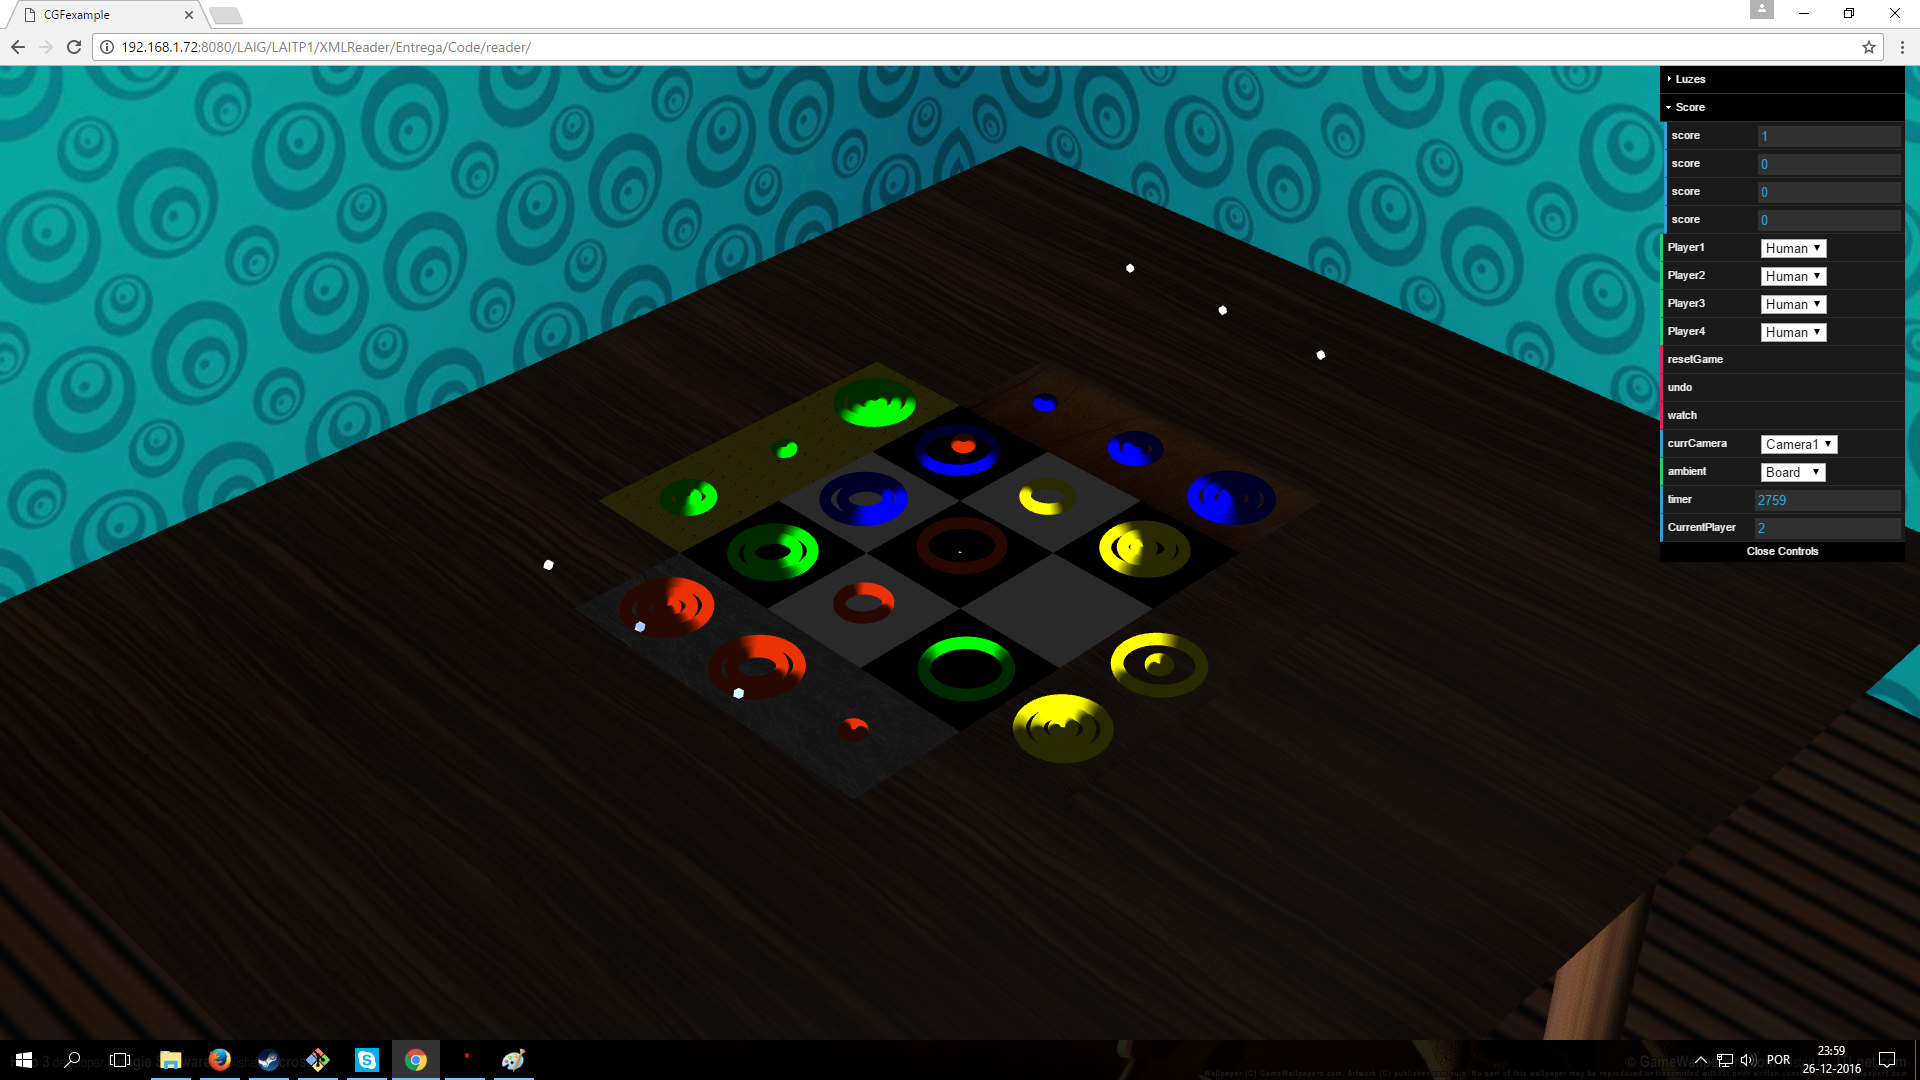 CGFexample
192.168.1.72:8080/LAIG/LAITP1/XMLReader/Entrega/Code/reader/
Luzes
Score
score 1
score 0
score 0
score 0
Player1 Human
Player2 Human
Player3 Human
Player4 Human
resetGame
undo
watch
currCamera Camera1
ambient Board
timer 2759
CurrentPlayer 2
Close Controls
POR
23:59
26-12-2016